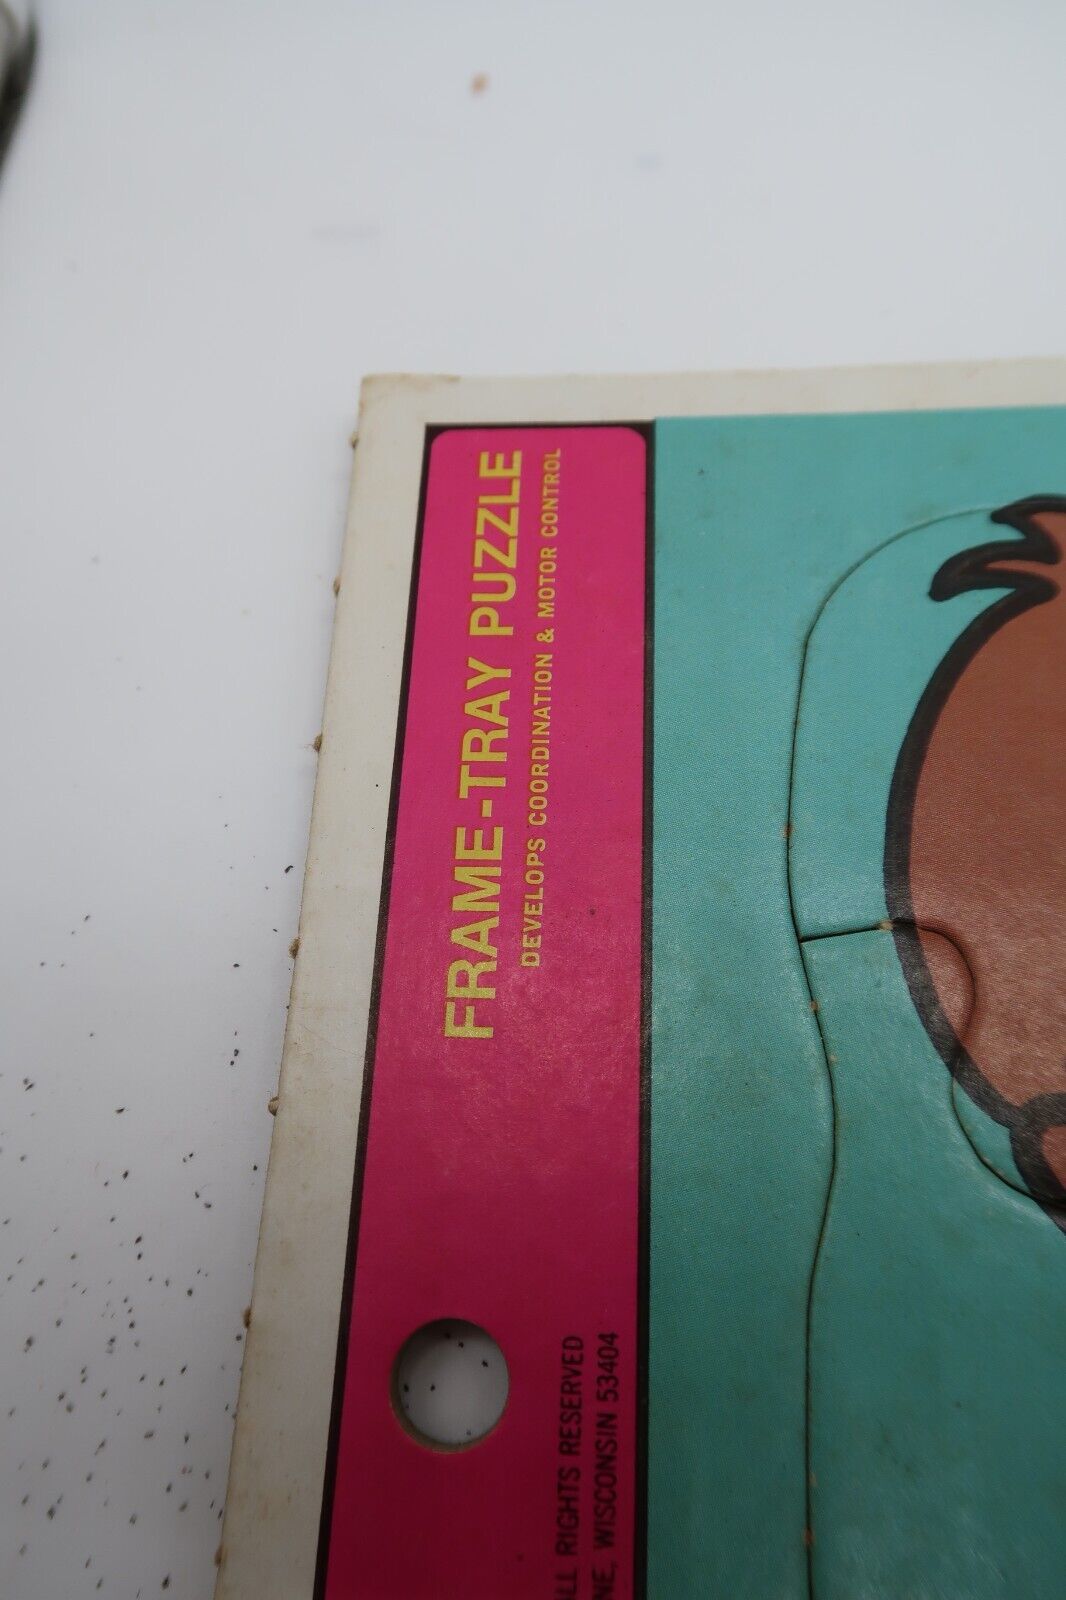 FRAME-TRAY PUZZLE
DEVELOPS COORDINATION & MOTOR CONTROL
RIGHTS RESERVED
WISCONSIN 53404